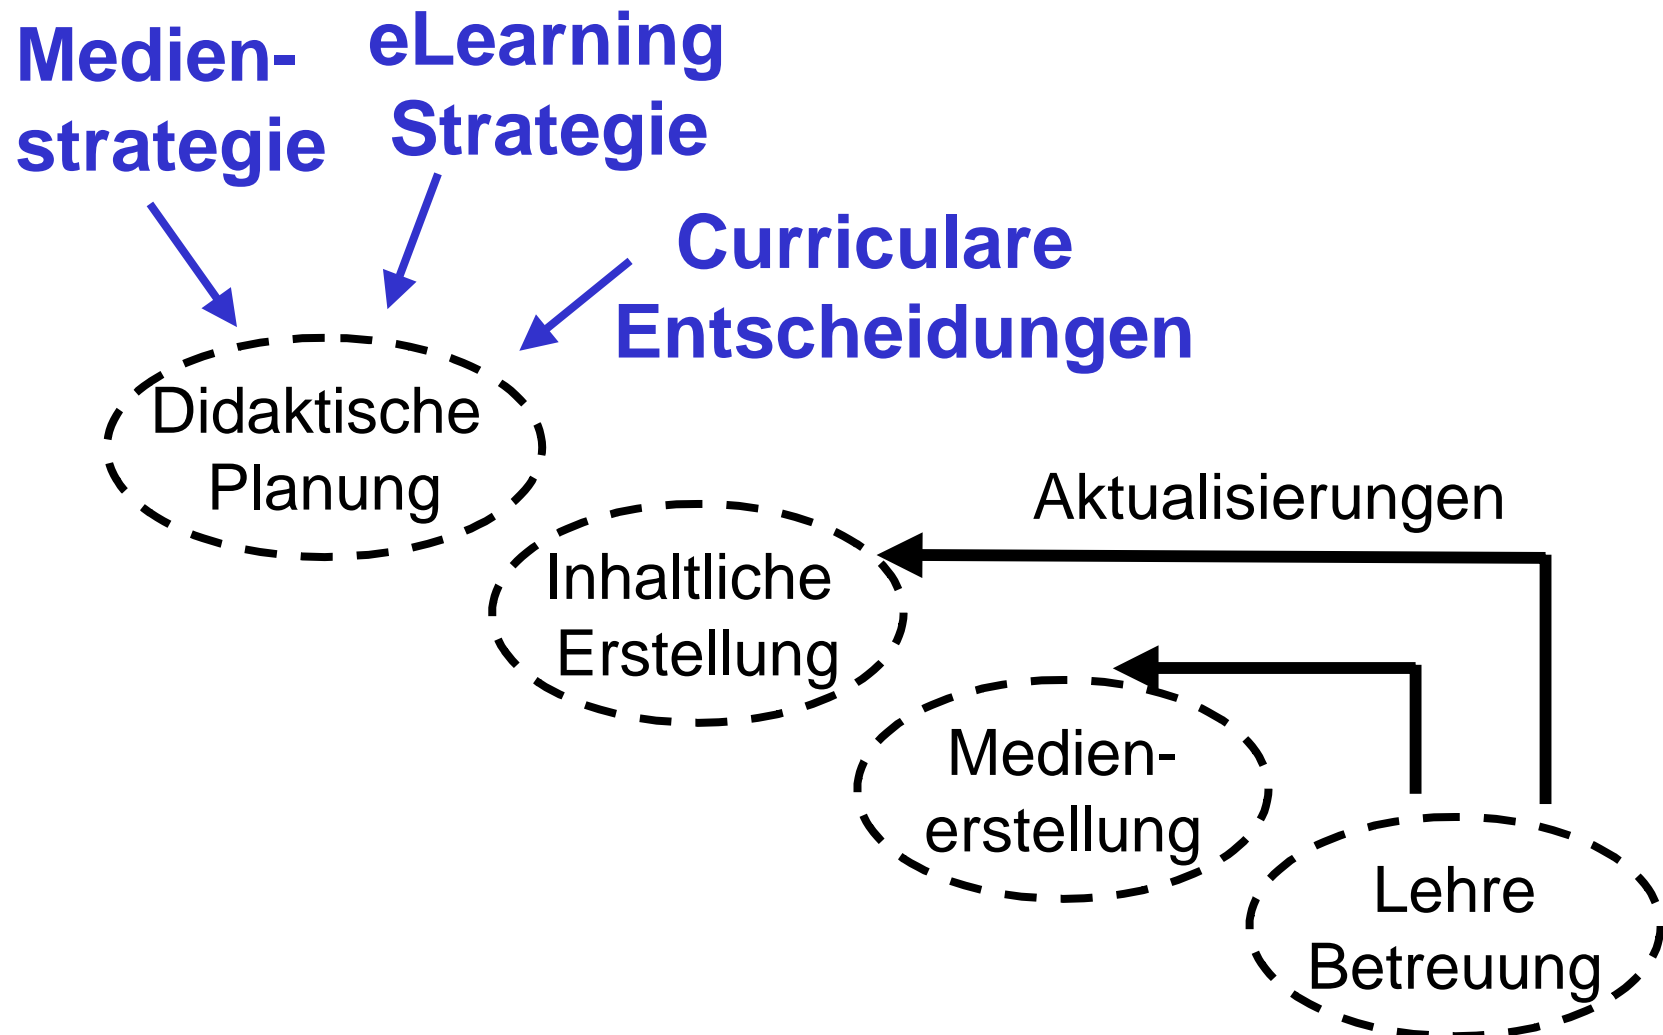 Medien-
strategie
eLearning
Strategie
Curriculare
Entscheidungen
Didaktische
Planung
Aktualisierungen
Inhaltliche
Erstellung
Medien-
erstellung
Lehre
Betreuung